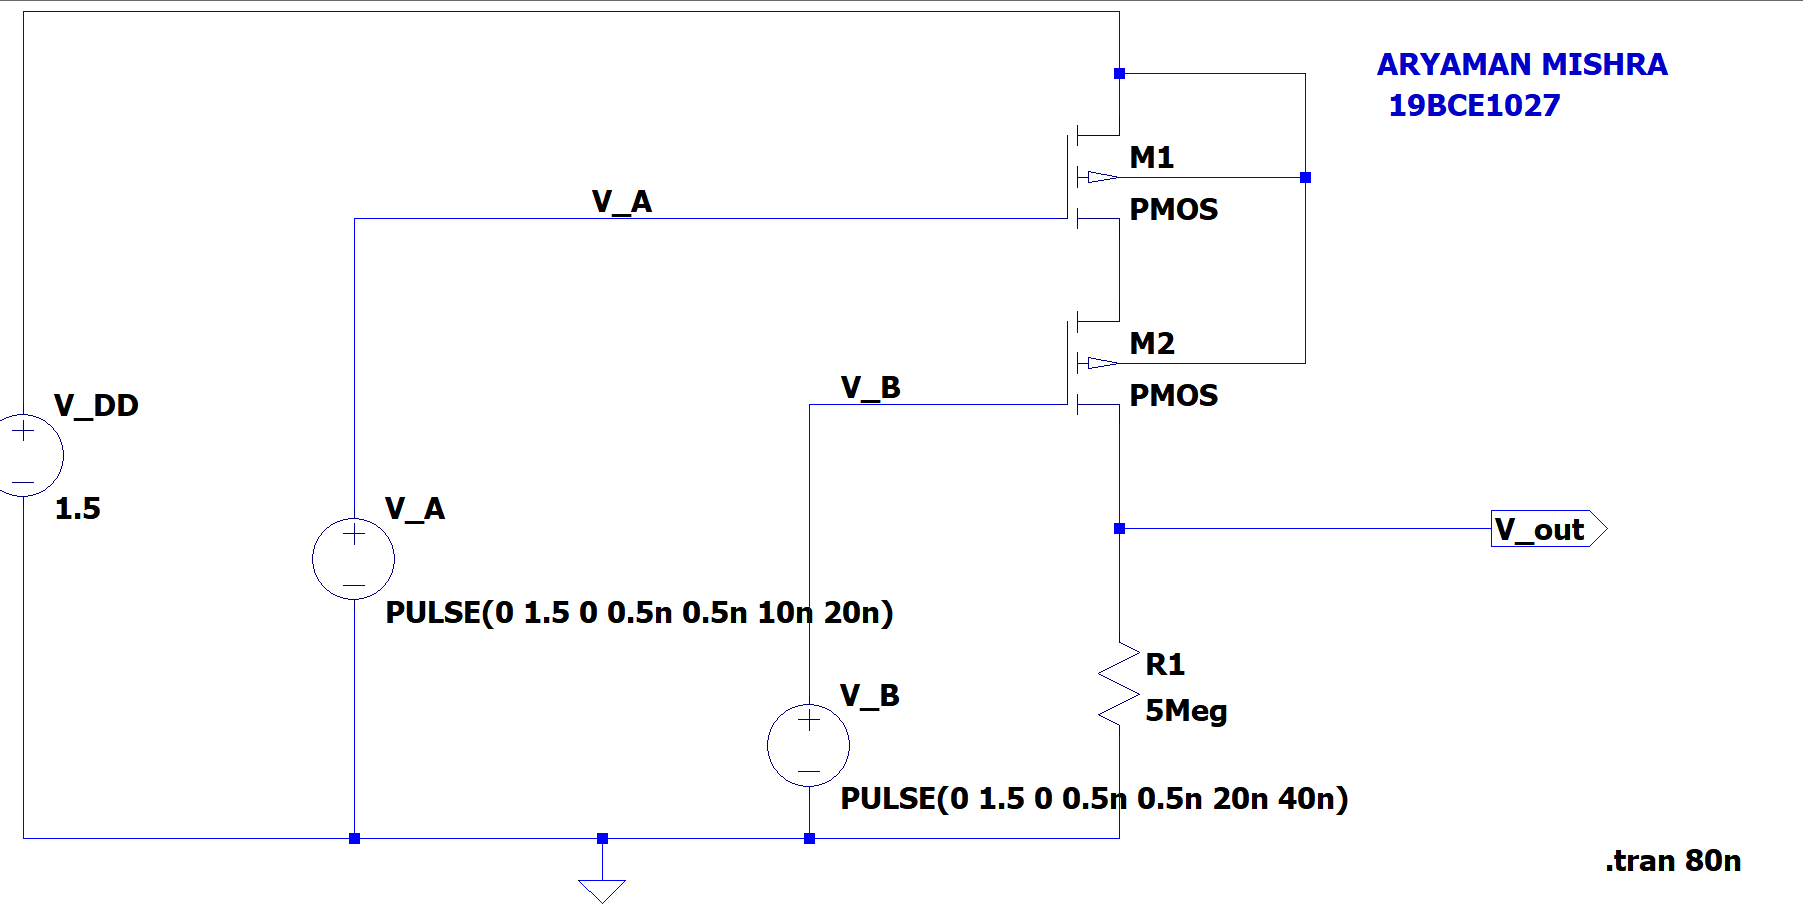 ARYAMAN MISHRA
19BCE1027
M1
PMOS
V_A
M2
PMOS
V_B
V_DD
1.5
V_A
PULSE(0 1.5 0 0.5n 0.5n 10n 20n)
V_out
R1
5Meg
V_B
PULSE(0 1.5 0 0.5n 0.5n 20n 40n)
.tran 80n